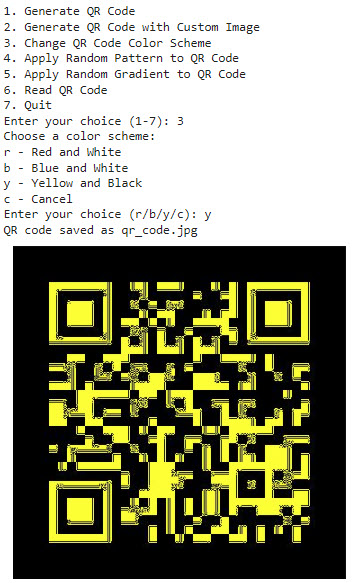 1. Generate QR Code
2. Generate QR Code with Custom Image
3. Change QR Code Color Scheme
4. Apply Random Pattern to QR Code
5. Apply Random Gradient to QR Code
6. Read QR Code
7. Quit
Enter your choice (1-7): 3
Choose a color scheme:
r - Red and White
b - Blue and White
y - Yellow and Black
c - Cancel
Enter your choice (r/b/y/c): y
QR code saved as qr_code.jpg